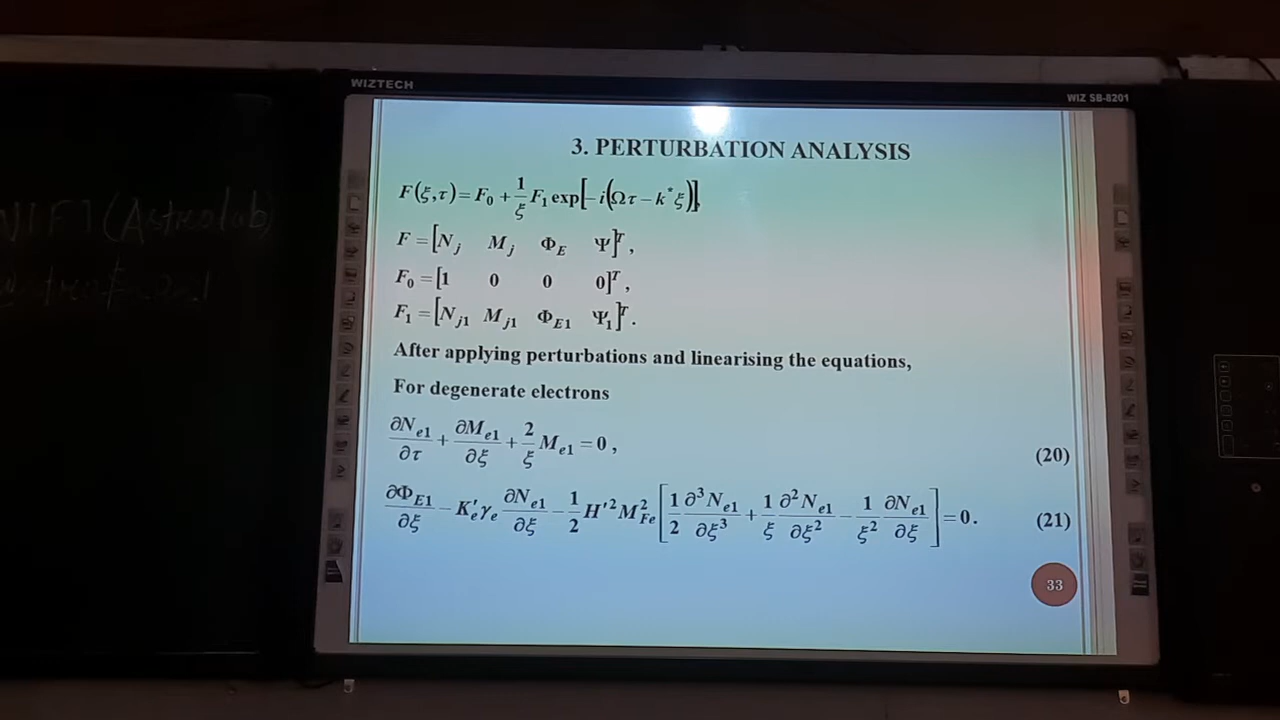 WIZTECH
WIZ SB-8201
3. PERTURBATION ANALYSIS
F(ξ,τ) = F₀ + 1/ξ F₁ exp[−i(Ωτ − k*ξ)],
F = [N_j M_j Φ_E Ψ]ᵀ,
F₀ = [1 0 0 0]ᵀ,
F₁ = [N_j1 M_j1 Φ_E1 Ψ₁]ᵀ.
After applying perturbations and linearising the equations,
For degenerate electrons
∂N_e1/∂τ + ∂M_e1/∂ξ + 2/ξ M_e1 = 0, (20)
∂Φ_E1/∂ξ − K′_e γ_e ∂N_e1/∂ξ − 1/2 H′² M²_Fe [1/2 ∂³N_e1/∂ξ³ + 1/ξ ∂²N_e1/∂ξ² − 1/ξ² ∂N_e1/∂ξ] = 0. (21)
33